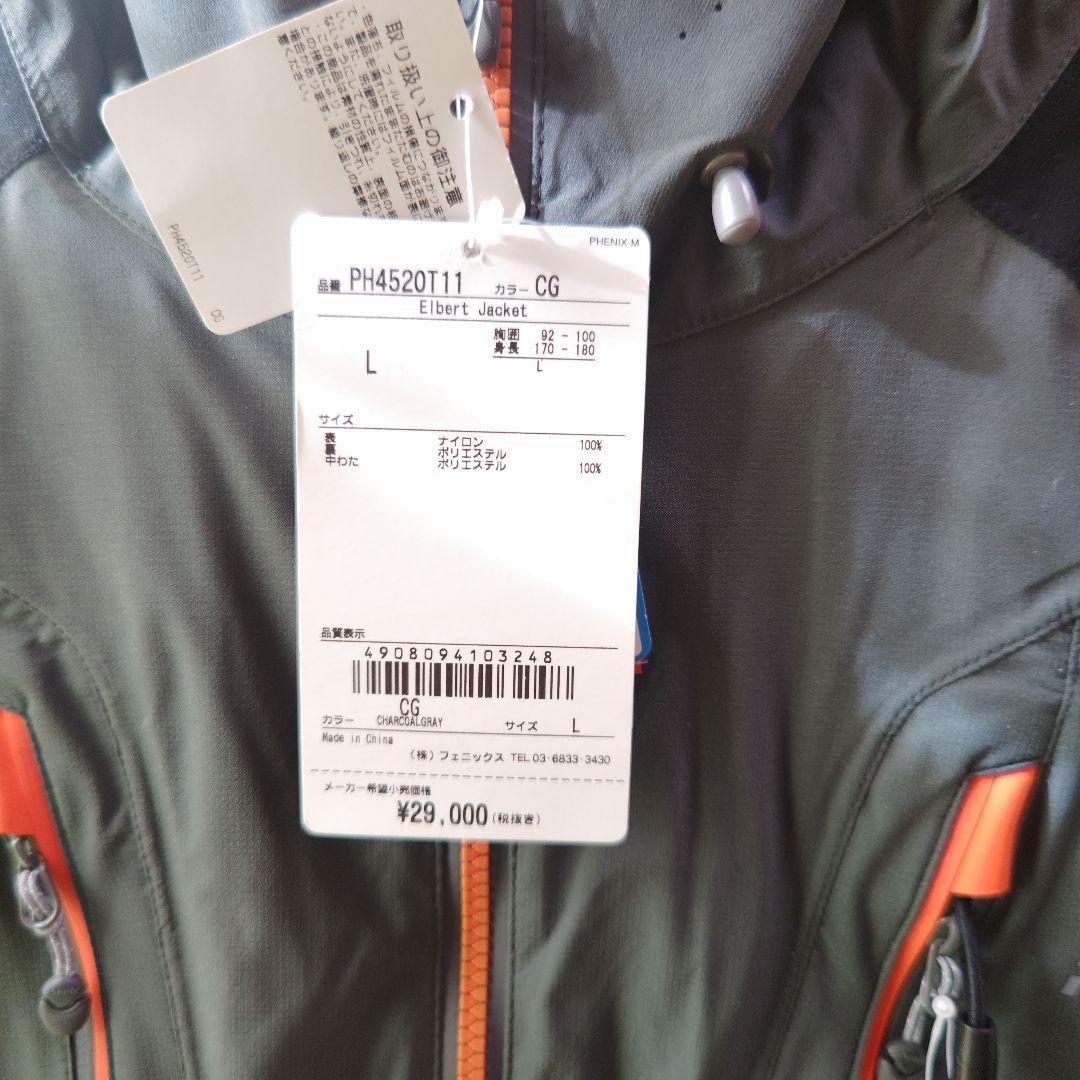 取り扱い上の御注意
PH4520T11
CG
PHENIX-M
品番 PH4520T11 カラー CG
Elbert Jacket
胸囲 92 - 100
身長 170 - 180
L
L
サイズ
表 ナイロン 100%
裏 ポリエステル
中わた ポリエステル 100%
品質表示
4908094103248
CG
カラー CHARCOALGRAY サイズ L
Made in China
(株)フェニックス TEL 03-6833-3430
メーカー希望小売価格
¥29,000(税抜き)